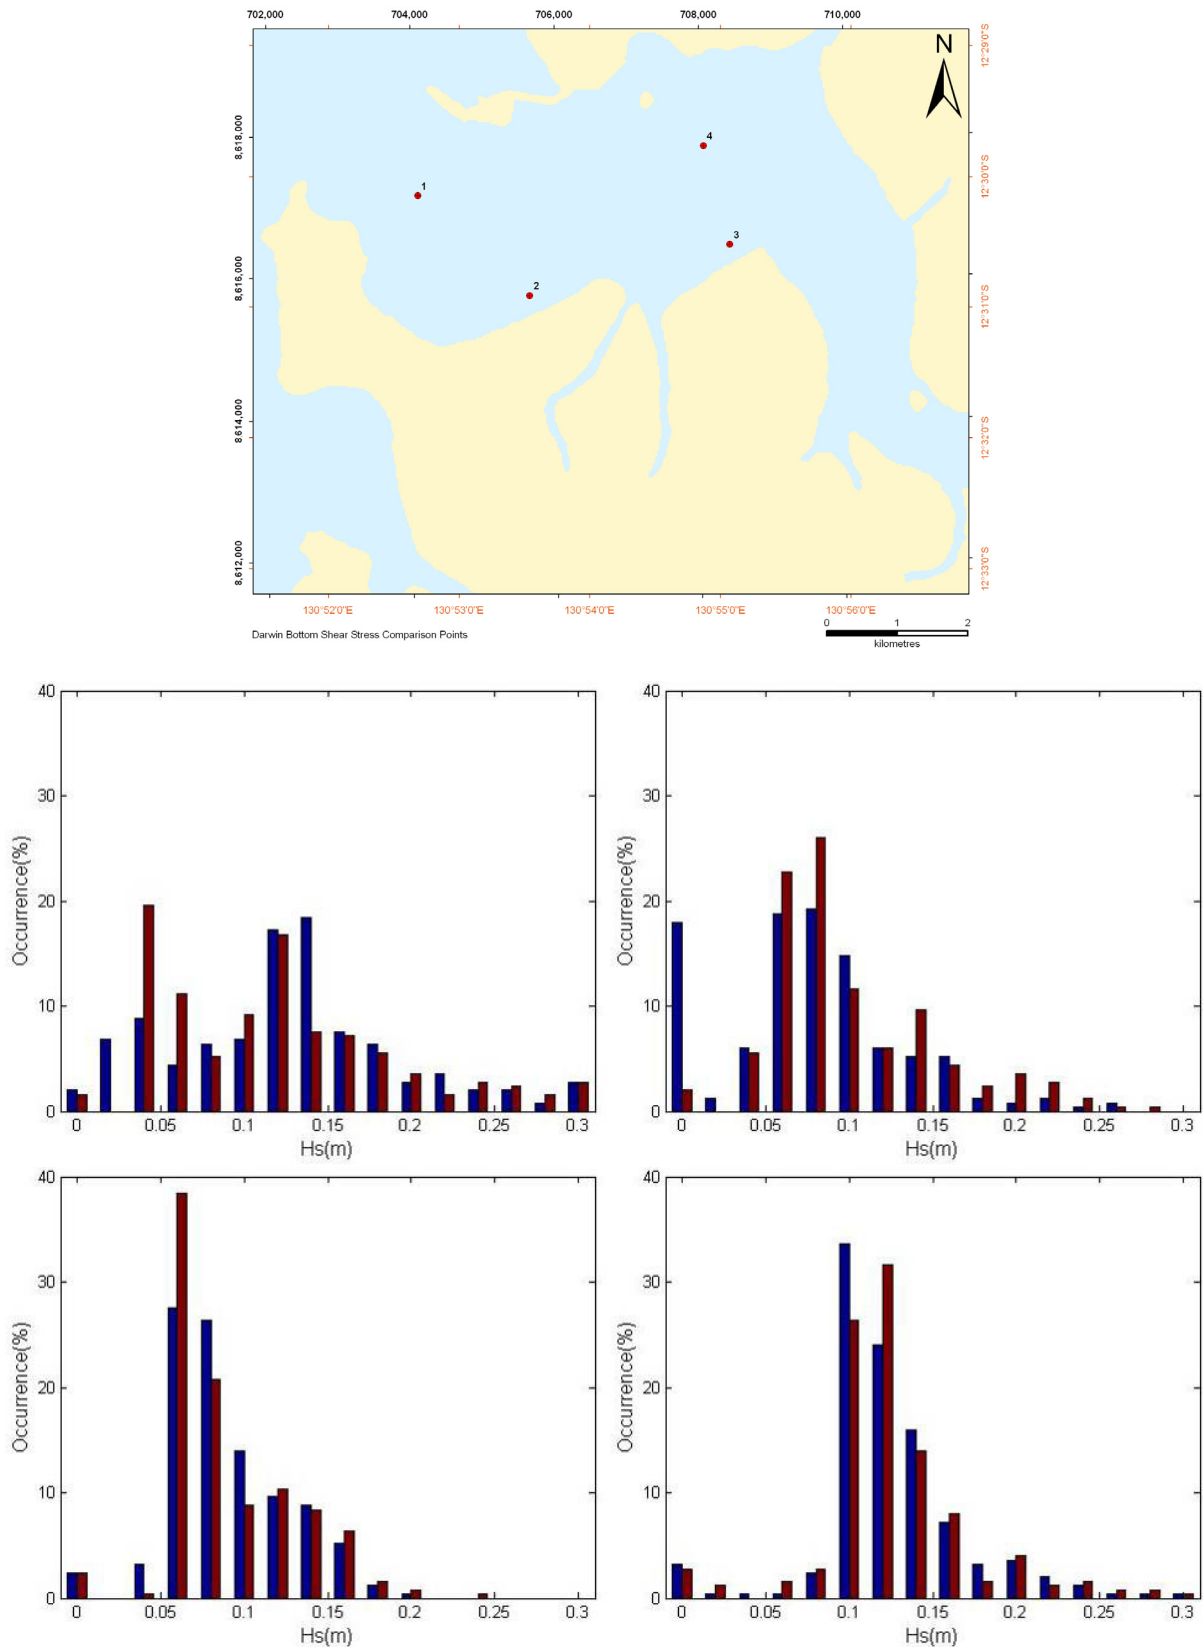 702,000 704,000 706,000 708,000 710,000
N
12°29'0"S
8,618,000
4
12°30'0"S
1
3
8,616,000
2
12°31'0"S
8,614,000
12°32'0"S
8,612,000
12°33'0"S
130°52'0"E 130°53'0"E 130°54'0"E 130°55'0"E 130°56'0"E
Darwin Bottom Shear Stress Comparison Points
0 1 2
kilometres
40
30
20
10
0
Occurrence(%)
0 0.05 0.1 0.15 0.2 0.25 0.3
Hs(m)
40
30
20
10
0
Occurrence(%)
0 0.05 0.1 0.15 0.2 0.25 0.3
Hs(m)
40
30
20
10
0
Occurrence(%)
0 0.05 0.1 0.15 0.2 0.25 0.3
Hs(m)
40
30
20
10
0
Occurrence(%)
0 0.05 0.1 0.15 0.2 0.25 0.3
Hs(m)